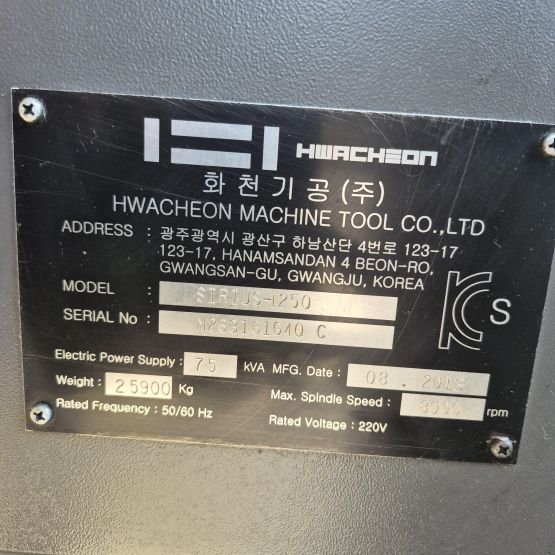 HWACHEON
화천기공(주)
HWACHEON MACHINE TOOL CO.,LTD
ADDRESS : 광주광역시 광산구 하남산단 4번로 123-17
123-17, HANAMSANDAN 4 BEON-RO,
GWANGSAN-GU, GWANGJU, KOREA
MODEL :
SERIAL No :
Electric Power Supply : 75 kVA MFG. Date :
Weight : 25900 Kg Max. Spindle Speed : rpm
Rated Frequency : 50/60 Hz Rated Voltage : 220V
KC S